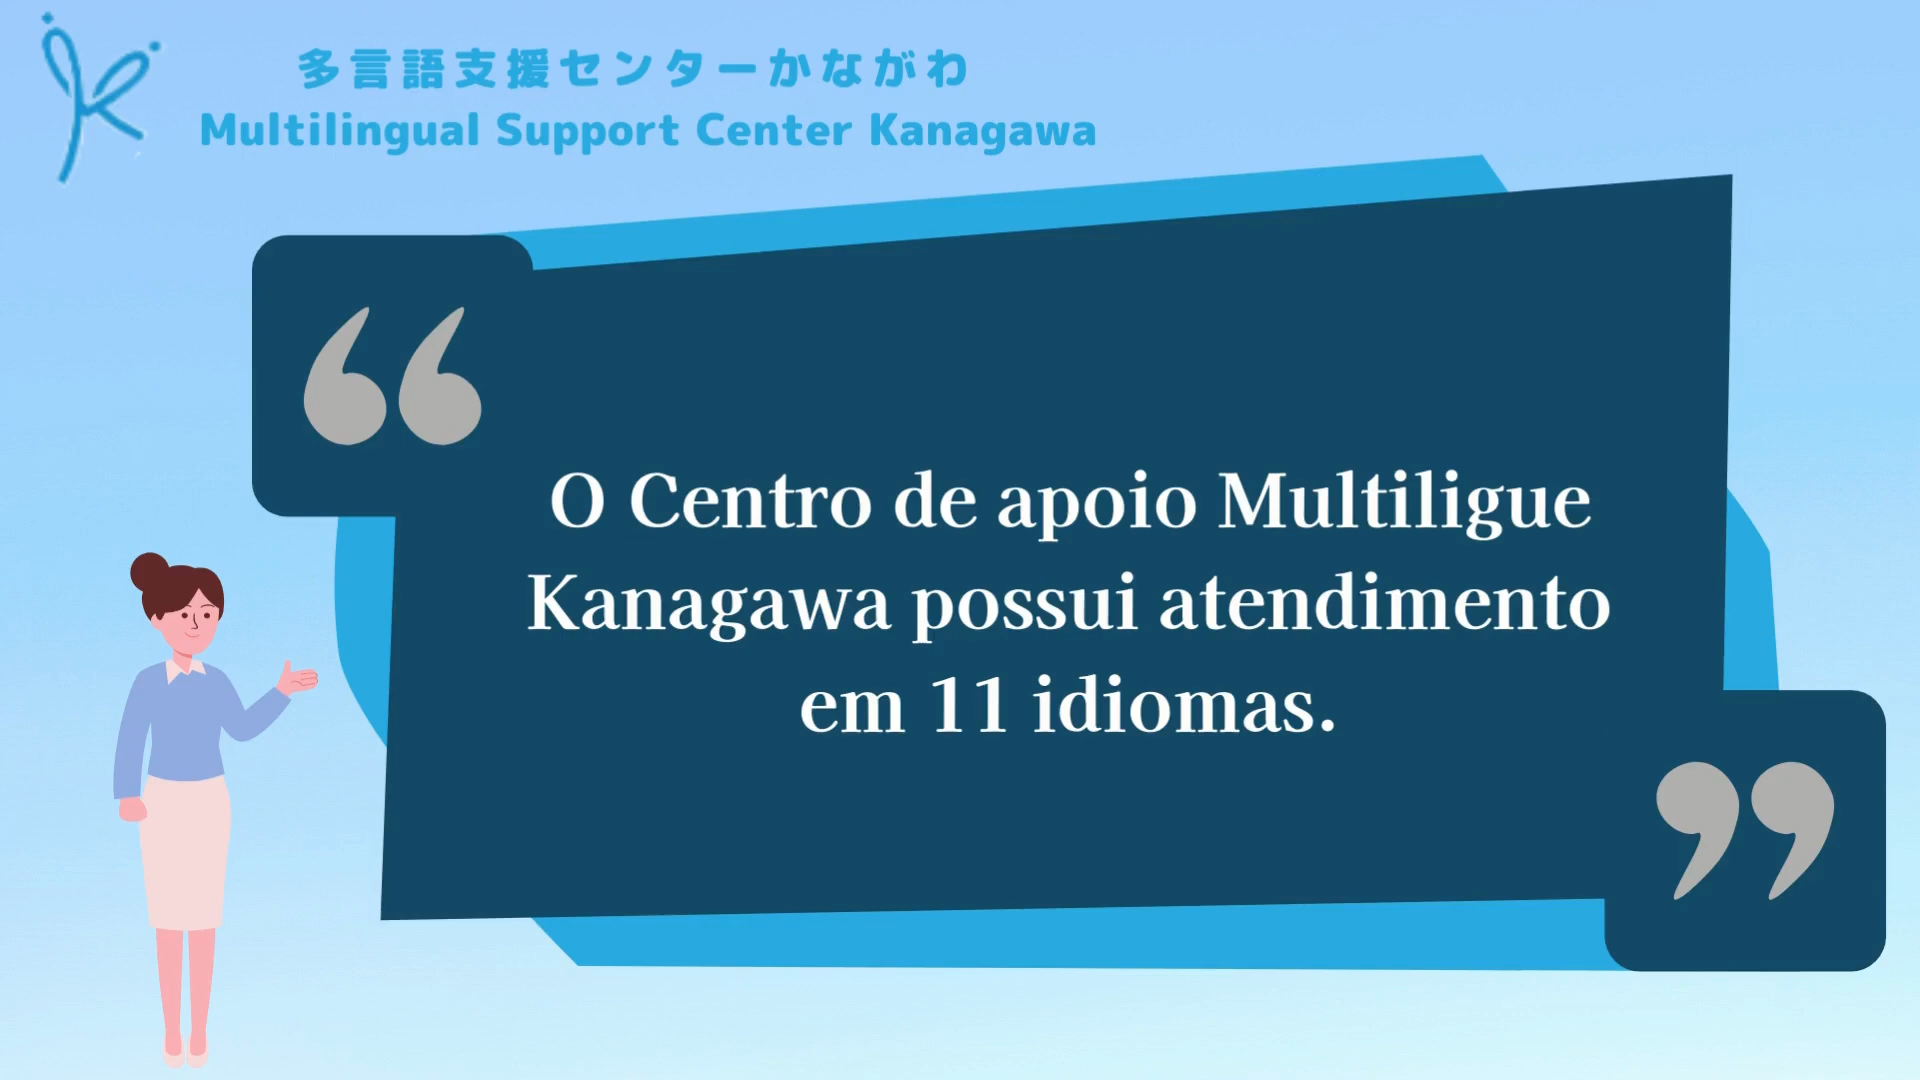 多言語支援センターかながわ
Multilingual Support Center Kanagawa
O Centro de apoio Multiligue
Kanagawa possui atendimento
em 11 idiomas.